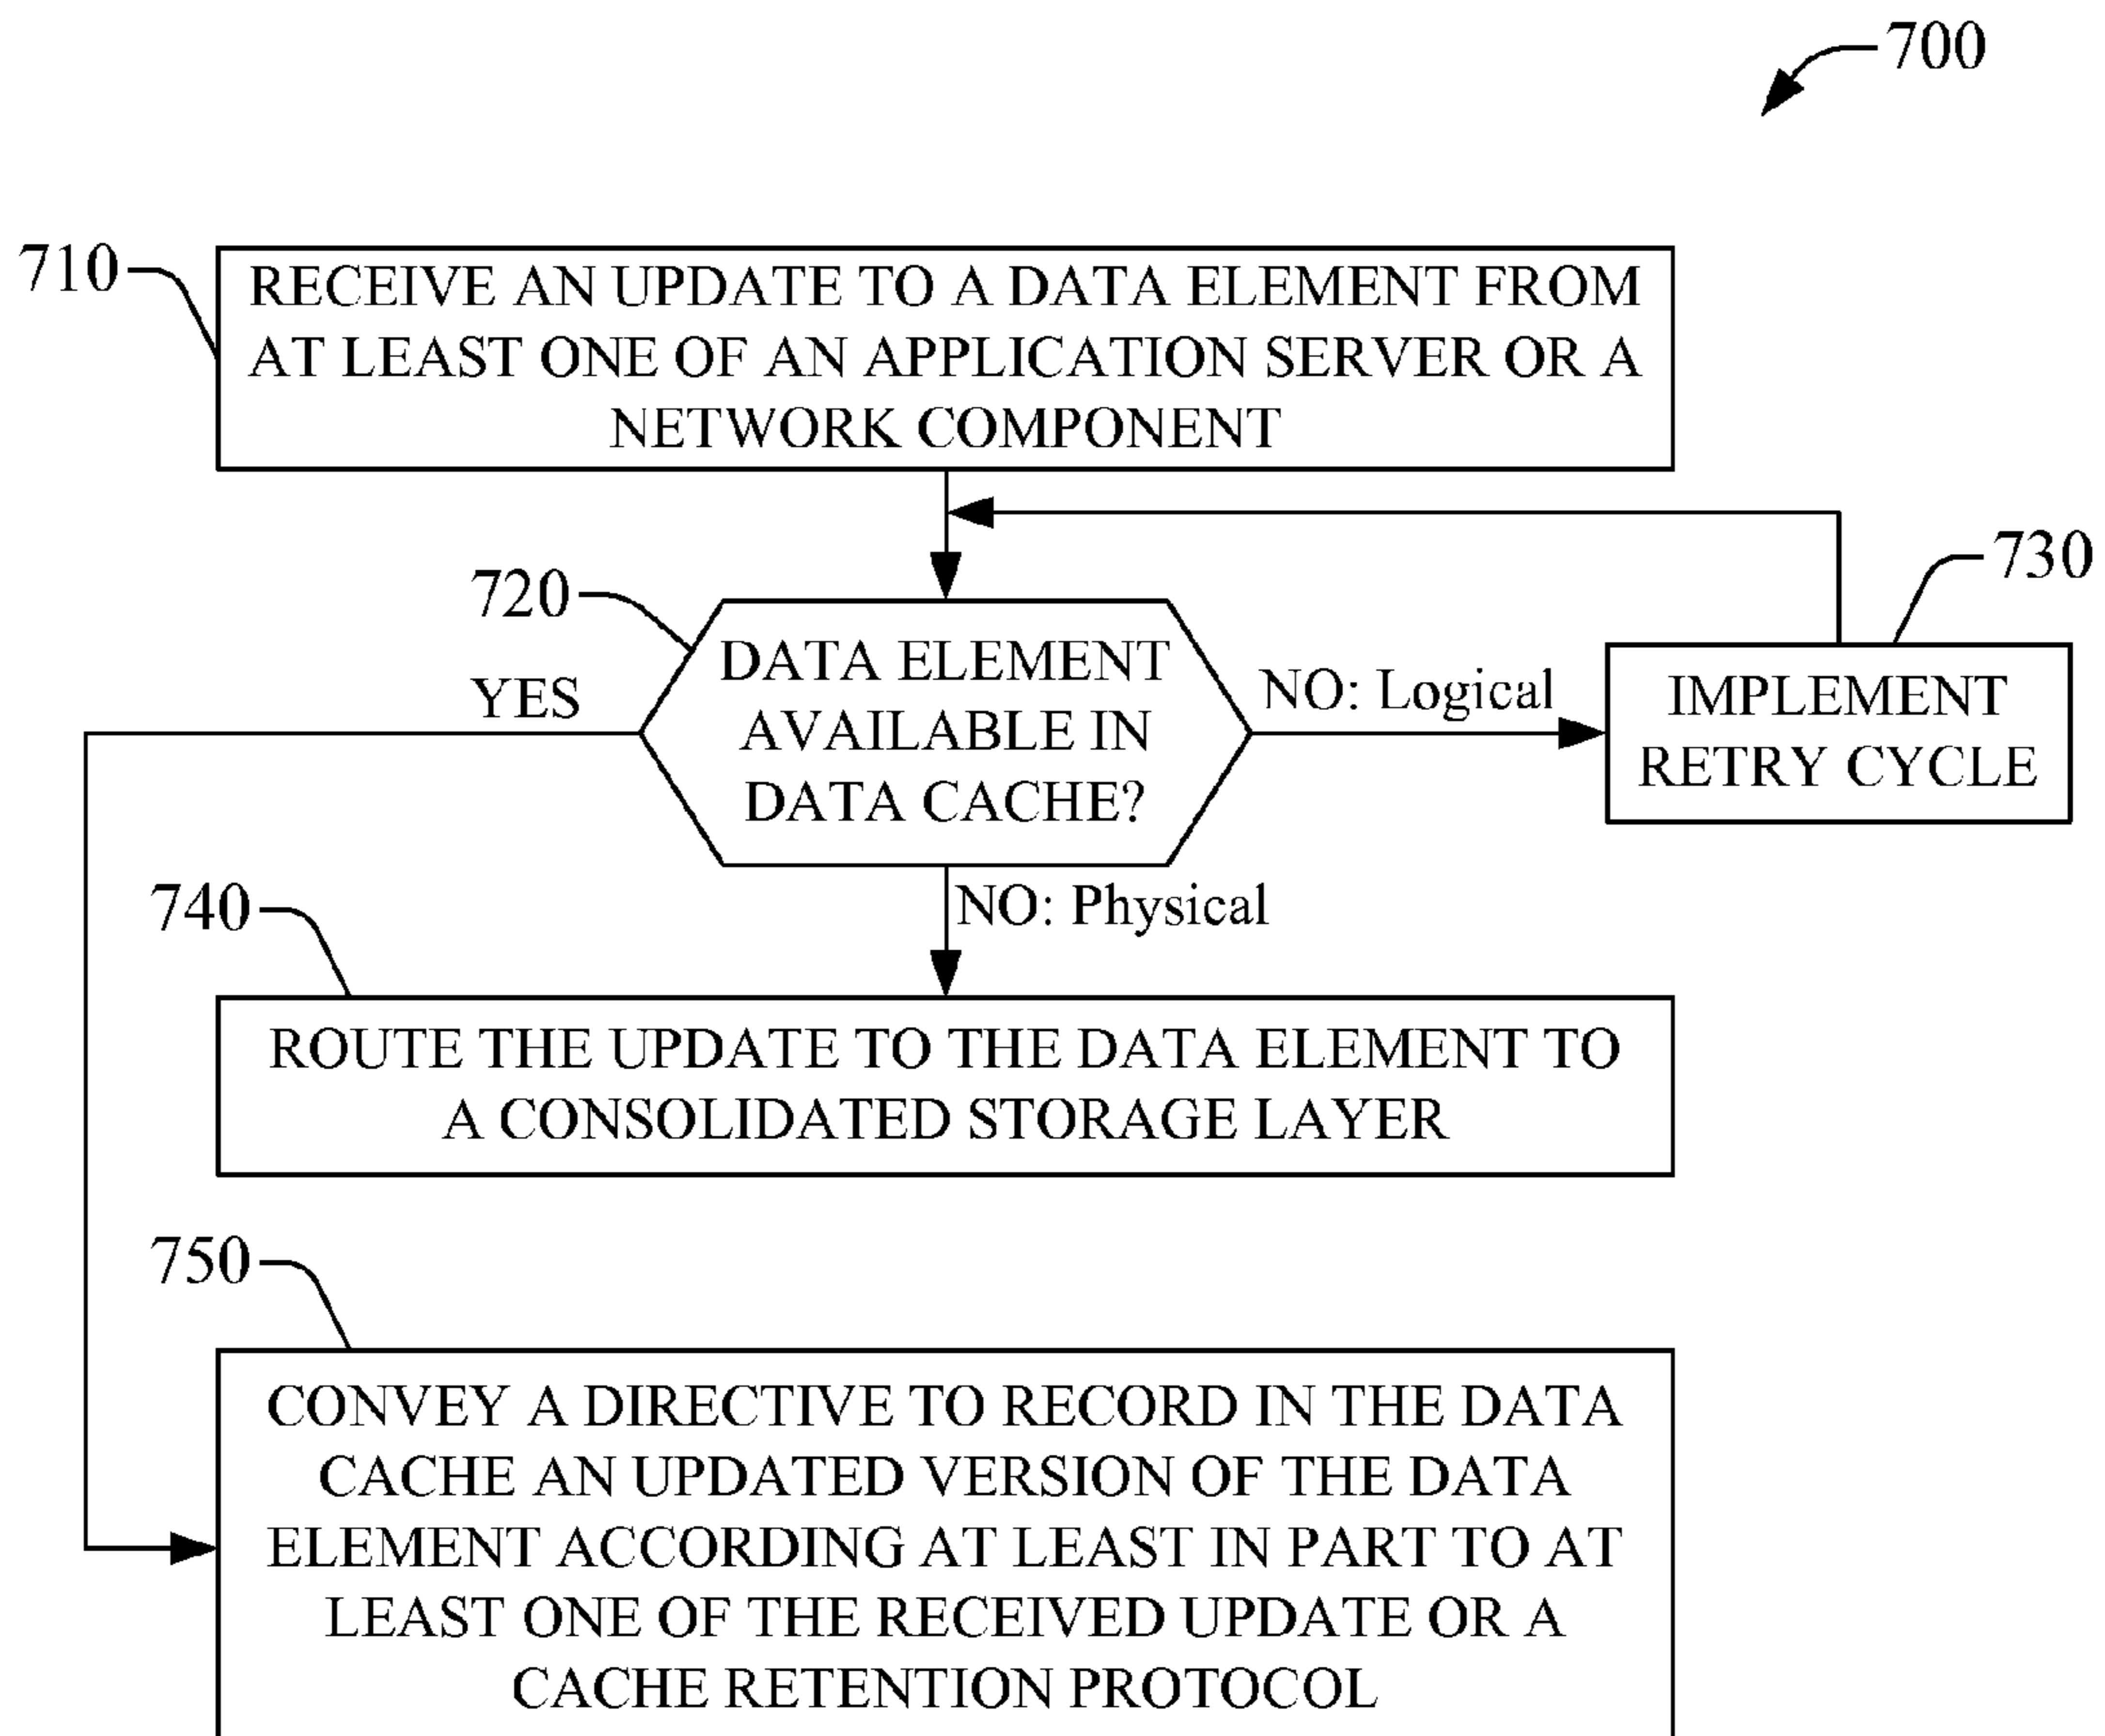 700
710
RECEIVE AN UPDATE TO A DATA ELEMENT FROM
AT LEAST ONE OF AN APPLICATION SERVER OR A
NETWORK COMPONENT
720
730
YES
DATA ELEMENT
AVAILABLE IN
DATA CACHE?
NO: Logical
IMPLEMENT
RETRY CYCLE
NO: Physical
740
ROUTE THE UPDATE TO THE DATA ELEMENT TO
A CONSOLIDATED STORAGE LAYER
750
CONVEY A DIRECTIVE TO RECORD IN THE DATA
CACHE AN UPDATED VERSION OF THE DATA
ELEMENT ACCORDING AT LEAST IN PART TO AT
LEAST ONE OF THE RECEIVED UPDATE OR A
CACHE RETENTION PROTOCOL